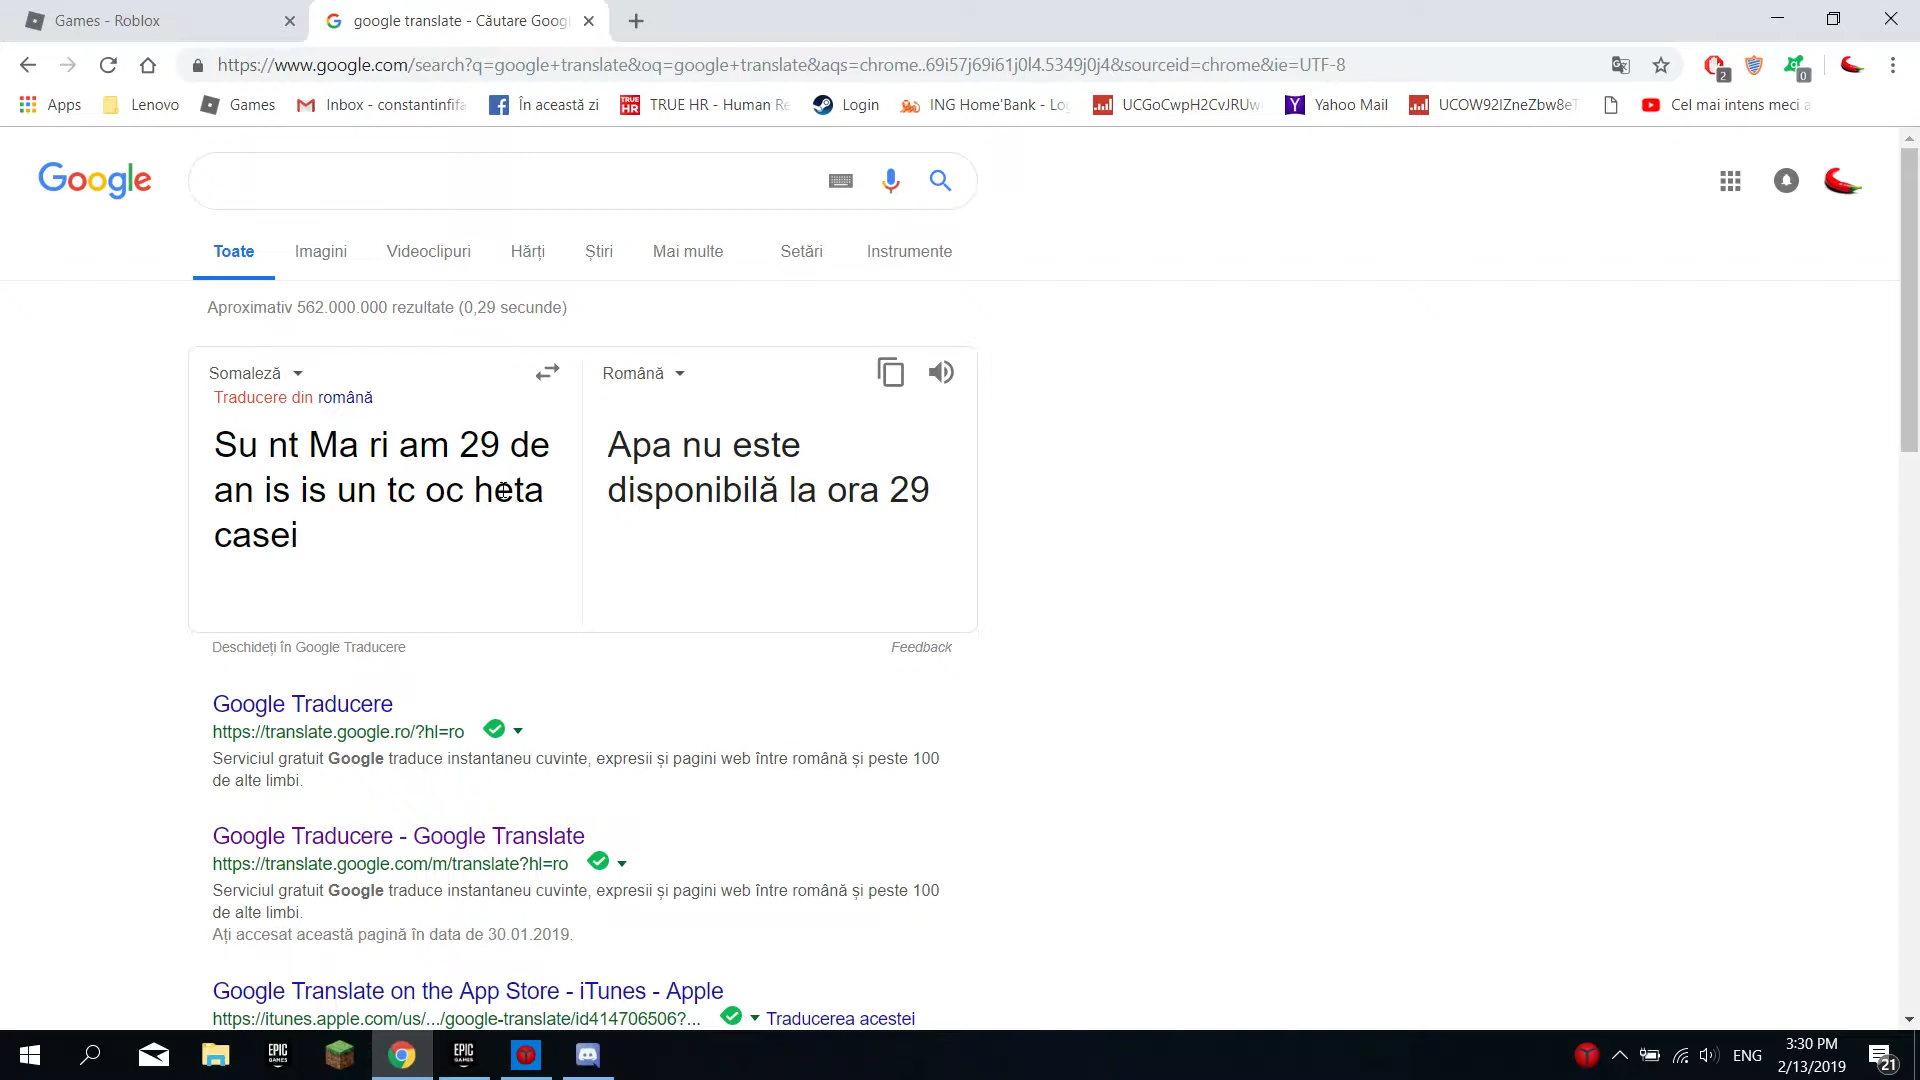 Games - Roblox
google translate - Căutare Goog
https://www.google.com/search?q=google+translate&oq=google+translate&aqs=chrome..69i57j69i61j0l4.5349j0j4&sourceid=chrome&ie=UTF-8
2
0
Apps Lenovo Games Inbox - constantinfifa În această zi TRUE HR - Human Re Login ING Home'Bank - Log UCGoCwpH2CvJRUw Yahoo Mail UCOW92IZneZbw8eT Cel mai intens meci a
Google
Toate Imagini Videoclipuri Hărți Știri Mai multe Setări Instrumente
Aproximativ 562.000.000 rezultate (0,29 secunde)
Somaleză Română
Traducere din română
Su nt Ma ri am 29 de
an is is un tc oc heta
casei
Apa nu este
disponibilă la ora 29
Deschideți în Google Traducere Feedback
Google Traducere
https://translate.google.ro/?hl=ro
Serviciul gratuit Google traduce instantaneu cuvinte, expresii și pagini web între română și peste 100
de alte limbi.
Google Traducere - Google Translate
https://translate.google.com/m/translate?hl=ro
Serviciul gratuit Google traduce instantaneu cuvinte, expresii și pagini web între română și peste 100
de alte limbi.
Ați accesat această pagină în data de 30.01.2019.
Google Translate on the App Store - iTunes - Apple
https://itunes.apple.com/us/.../google-translate/id414706506?... Traducerea acestei
EPIC GAMES
EPIC GAMES
ENG
3:30 PM
2/13/2019
21